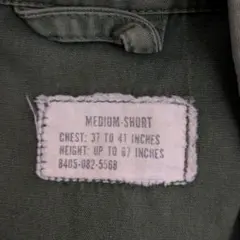 MEDIUM-SHORT
CHEST: 37 TO 41 INCHES
HEIGHT: UP TO 67 INCHES
8405-082-5568